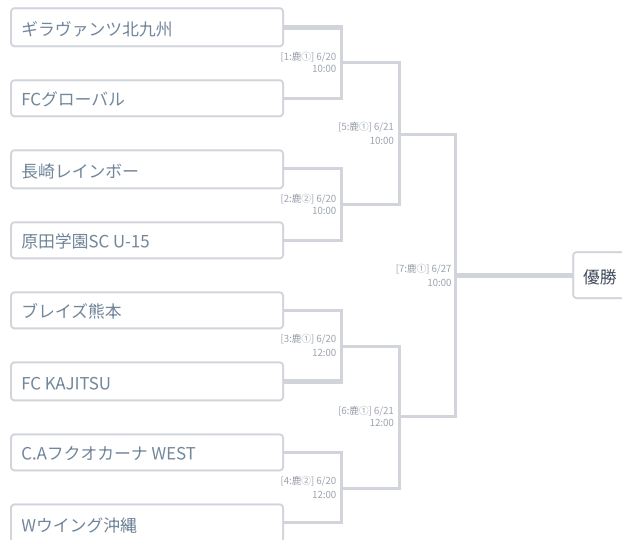 ギラヴァンツ北九州
[1:鹿①] 6/20
10:00
FCグローバル
[5:鹿①] 6/21
10:00
長崎レインボー
[2:鹿②] 6/20
10:00
原田学園SC U-15
[7:鹿①] 6/27
10:00
優勝
ブレイズ熊本
[3:鹿①] 6/20
12:00
FC KAJITSU
[6:鹿①] 6/21
12:00
C.Aフクオカーナ WEST
[4:鹿②] 6/20
12:00
Wウイング沖縄